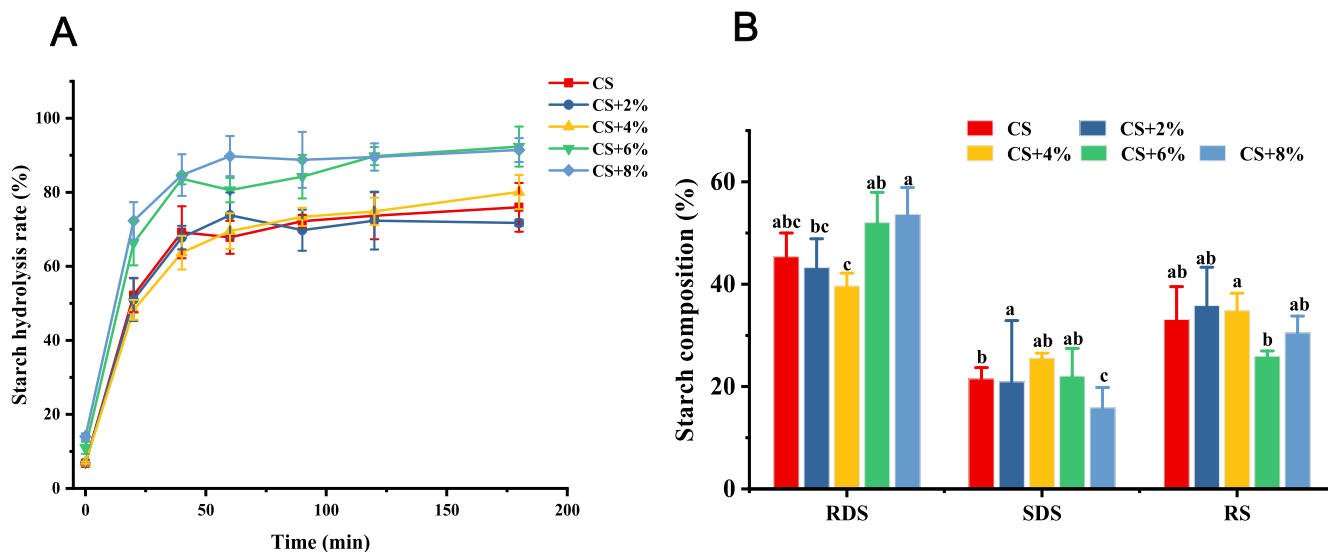 A
Starch hydrolysis rate (%)
100
80
60
40
20
0
0
50
100
150
200
Time (min)
CS
CS+2%
CS+4%
CS+6%
CS+8%
B
CS
CS+2%
CS+4%
CS+6%
CS+8%
Starch composition (%)
60
40
20
0
abc
bc
c
ab
a
b
a
ab
ab
c
ab
ab
a
b
ab
RDS
SDS
RS